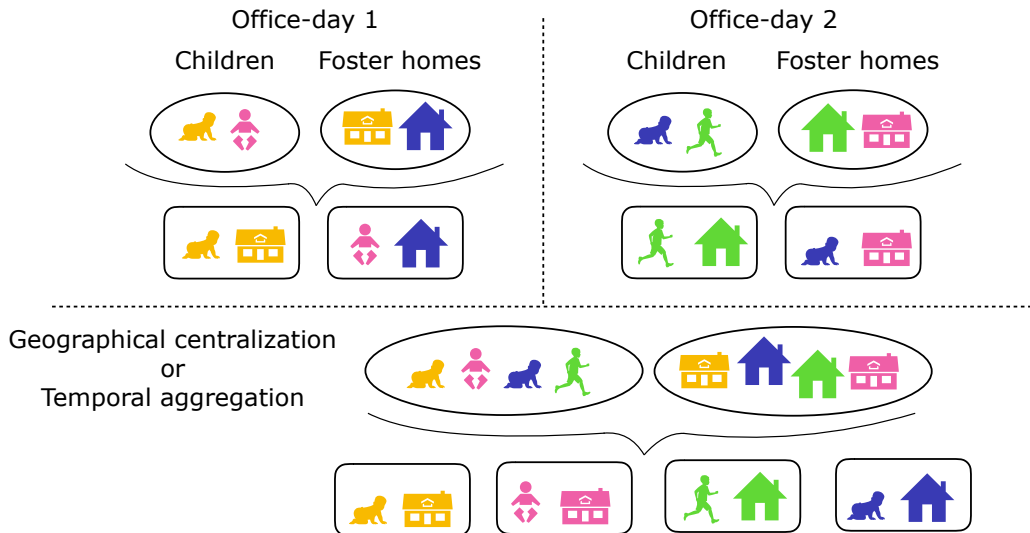 Office-day 1
Office-day 2
Children
Foster homes
Children
Foster homes
Geographical centralization
or
Temporal aggregation